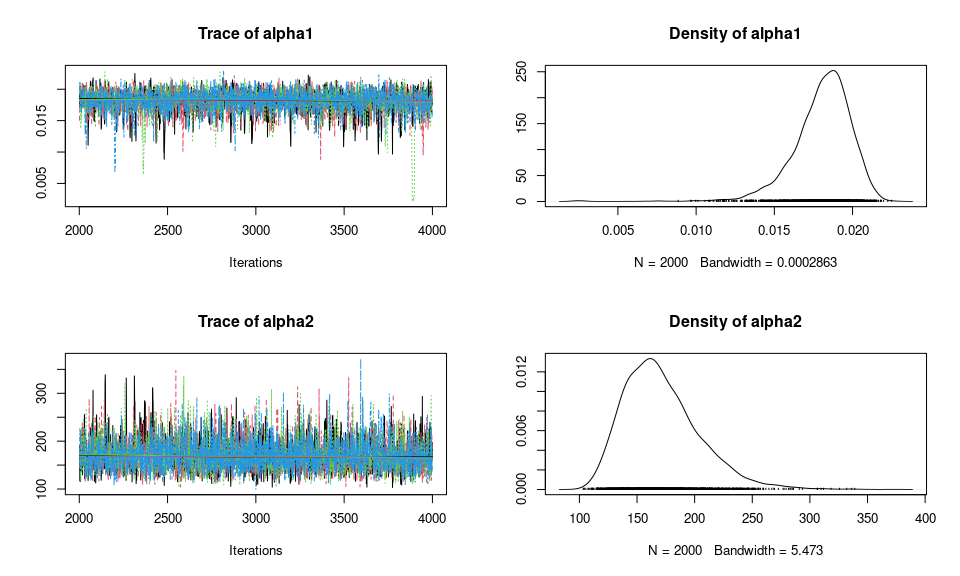 Trace of alpha1
0.005 0.015
2000 2500 3000 3500 4000
Iterations
Density of alpha1
0 50 150 250
0.005 0.010 0.015 0.020
N = 2000 Bandwidth = 0.0002863
Trace of alpha2
100 200 300
2000 2500 3000 3500 4000
Iterations
Density of alpha2
0.000 0.006 0.012
100 150 200 250 300 350 400
N = 2000 Bandwidth = 5.473